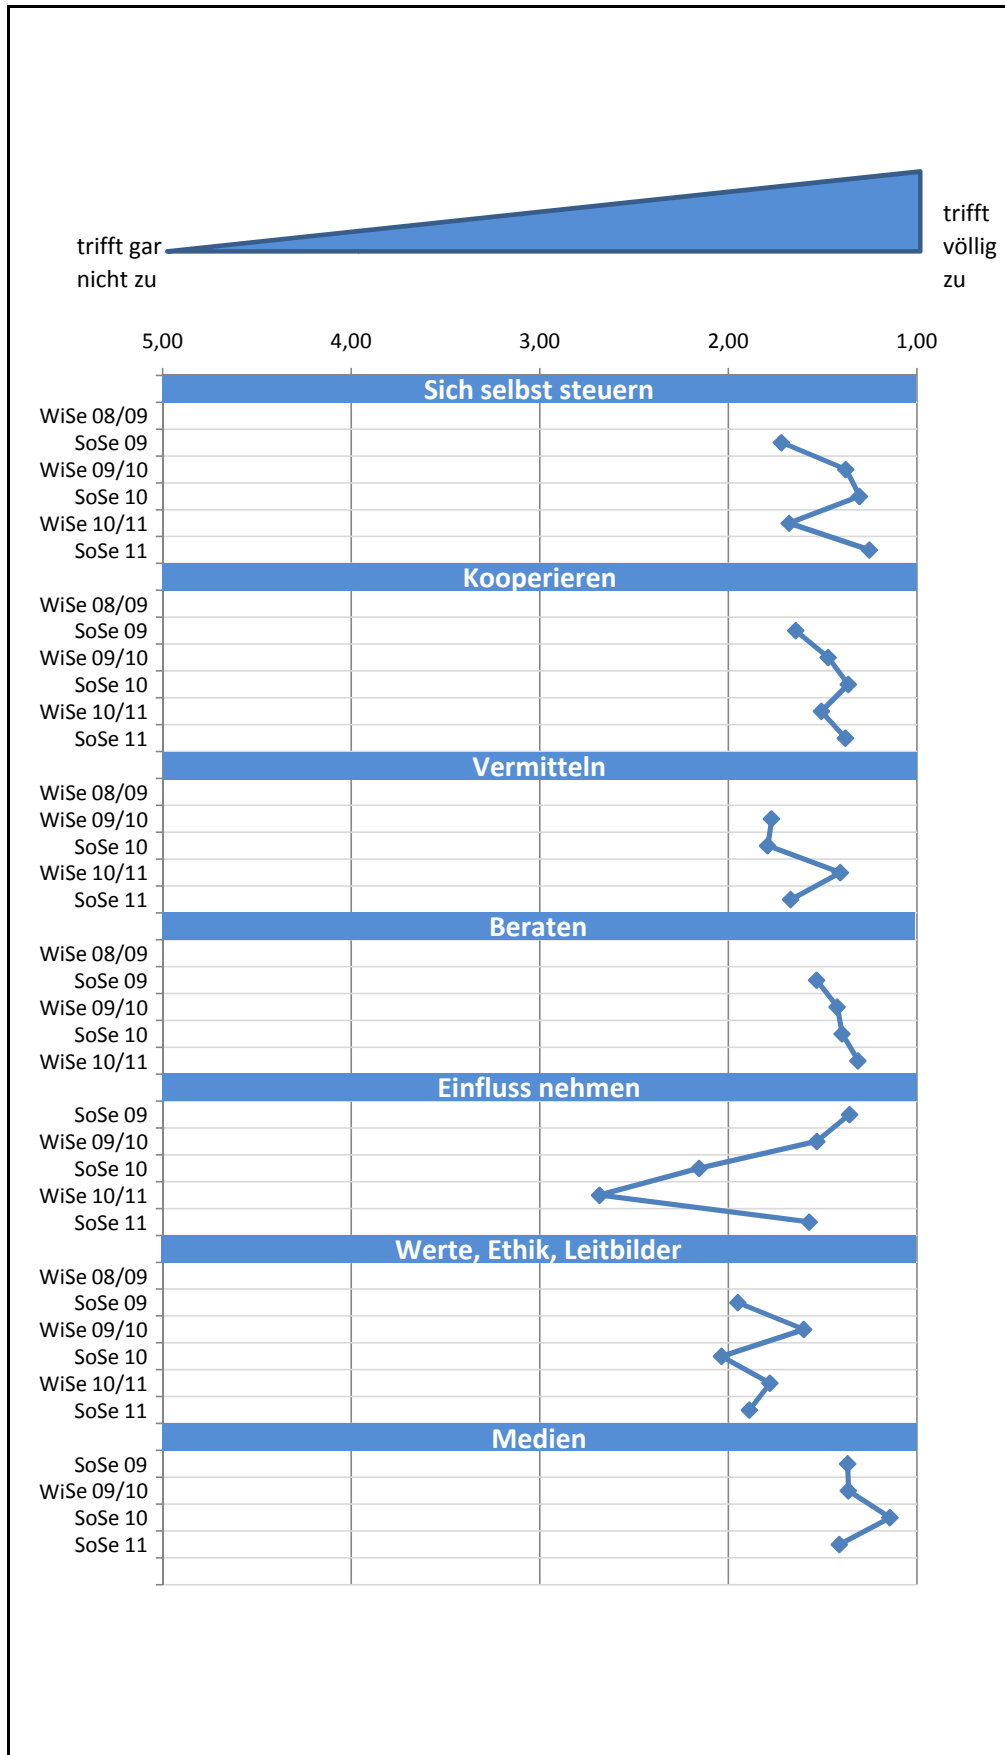 trifft gar
nicht zu
trifft
völlig
zu
5,00 4,00 3,00 2,00 1,00
Sich selbst steuern
WiSe 08/09
SoSe 09
WiSe 09/10
SoSe 10
WiSe 10/11
SoSe 11
Kooperieren
WiSe 08/09
SoSe 09
WiSe 09/10
SoSe 10
WiSe 10/11
SoSe 11
Vermitteln
WiSe 08/09
WiSe 09/10
SoSe 10
WiSe 10/11
SoSe 11
Beraten
WiSe 08/09
SoSe 09
WiSe 09/10
SoSe 10
WiSe 10/11
Einfluss nehmen
SoSe 09
WiSe 09/10
SoSe 10
WiSe 10/11
SoSe 11
Werte, Ethik, Leitbilder
WiSe 08/09
SoSe 09
WiSe 09/10
SoSe 10
WiSe 10/11
SoSe 11
Medien
SoSe 09
WiSe 09/10
SoSe 10
SoSe 11